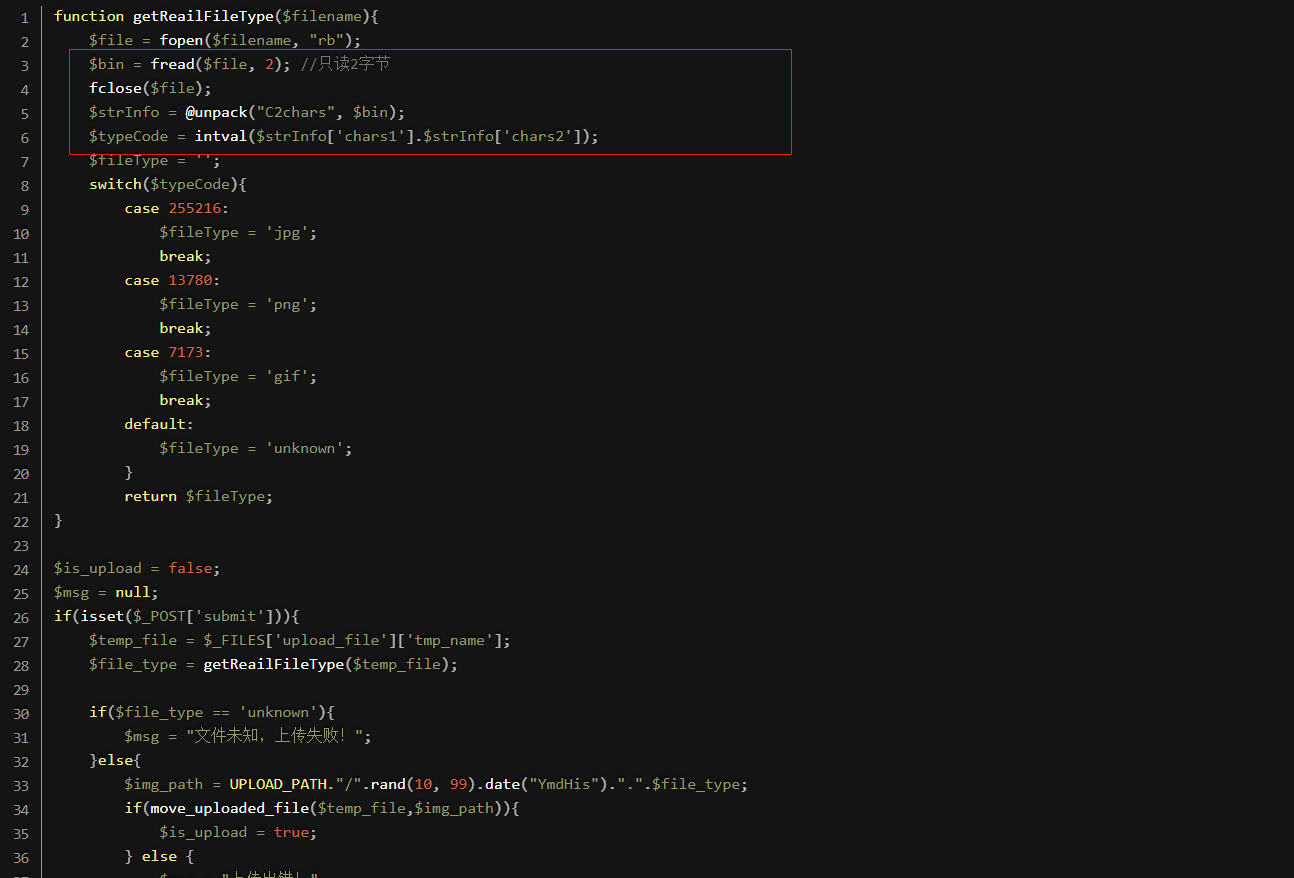 1 function getReailFileType($filename){
2 $file = fopen($filename, "rb");
3 $bin = fread($file, 2); //只读2字节
4 fclose($file);
5 $strInfo = @unpack("C2chars", $bin);
6 $typeCode = intval($strInfo['chars1'].$strInfo['chars2']);
7 $fileType = '';
8 switch($typeCode){
9 case 255216:
10 $fileType = 'jpg';
11 break;
12 case 13780:
13 $fileType = 'png';
14 break;
15 case 7173:
16 $fileType = 'gif';
17 break;
18 default:
19 $fileType = 'unknown';
20 }
21 return $fileType;
22 }
23
24 $is_upload = false;
25 $msg = null;
26 if(isset($_POST['submit'])){
27 $temp_file = $_FILES['upload_file']['tmp_name'];
28 $file_type = getReailFileType($temp_file);
29
30 if($file_type == 'unknown'){
31 $msg = "文件未知，上传失败！";
32 }else{
33 $img_path = UPLOAD_PATH."/".rand(10, 99).date("YmdHis").".".$file_type;
34 if(move_uploaded_file($temp_file,$img_path)){
35 $is_upload = true;
36 } else {